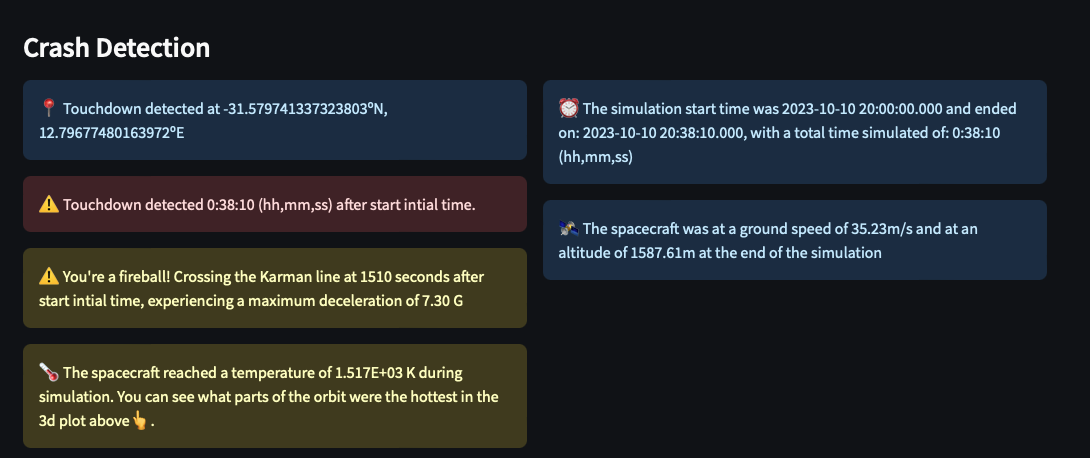 Crash Detection
📍 Touchdown detected at -31.579741337323803ºN,
12.79677480163972ºE
⚠️ Touchdown detected 0:38:10 (hh,mm,ss) after start intial time.
⚠️ You're a fireball! Crossing the Karman line at 1510 seconds after
start intial time, experiencing a maximum deceleration of 7.30 G
🌡️ The spacecraft reached a temperature of 1.517E+03 K during
simulation. You can see what parts of the orbit were the hottest in the
3d plot above👆 .
⏰ The simulation start time was 2023-10-10 20:00:00.000 and ended
on: 2023-10-10 20:38:10.000, with a total time simulated of: 0:38:10
(hh,mm,ss)
🛰️ The spacecraft was at a ground speed of 35.23m/s and at an
altitude of 1587.61m at the end of the simulation